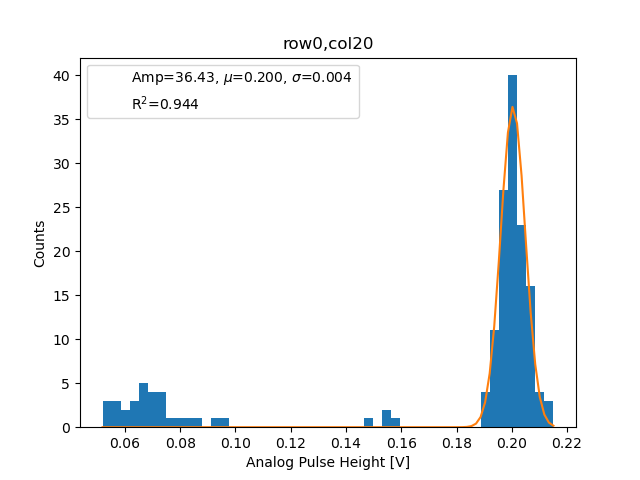 row0,col20
Amp=36.43, μ=0.200, σ=0.004
R²=0.944
40
35
30
25
20
15
10
5
0
Counts
0.06 0.08 0.10 0.12 0.14 0.16 0.18 0.20 0.22
Analog Pulse Height [V]